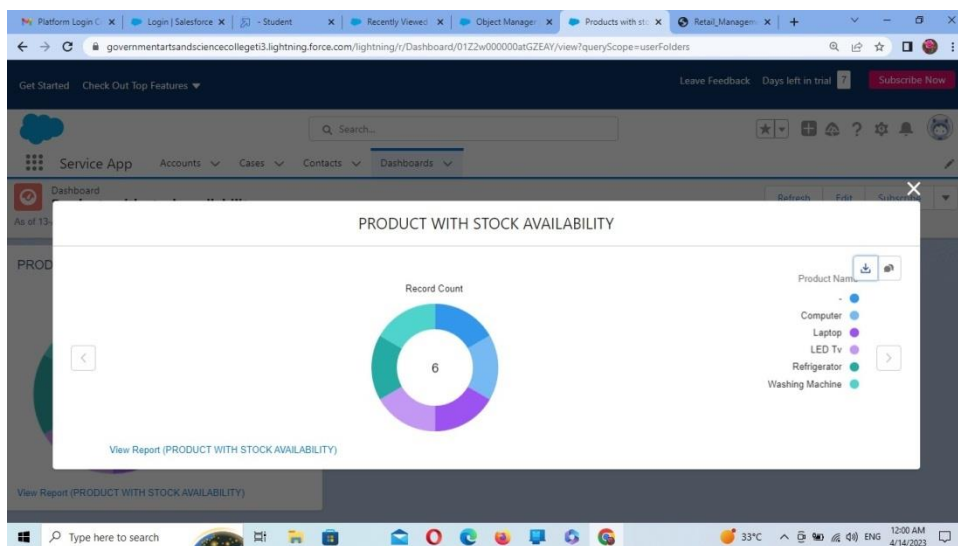 Platform Login C
Login | Salesforce
- Student
Recently Viewed
Object Manager
Products with sto
Retail_Managem
governmentartsandsciencecollegeti3.lightning.force.com/lightning/r/Dashboard/01Z2w000000atGZEAY/view?queryScope=userFolders
Get Started Check Out Top Features
Leave Feedback Days left in trial 7 Subscribe Now
Search...
Service App Accounts Cases Contacts Dashboards
Dashboard
Refresh Edit Subscribe
As of 13-
PRODUCT WITH STOCK AVAILABILITY
PROD
Record Count
6
Product Name
-
Computer
Laptop
LED Tv
Refrigerator
Washing Machine
View Report (PRODUCT WITH STOCK AVAILABILITY)
View Report (PRODUCT WITH STOCK AVAILABILITY)
Type here to search
33°C
ENG
12:00 AM
4/14/2023